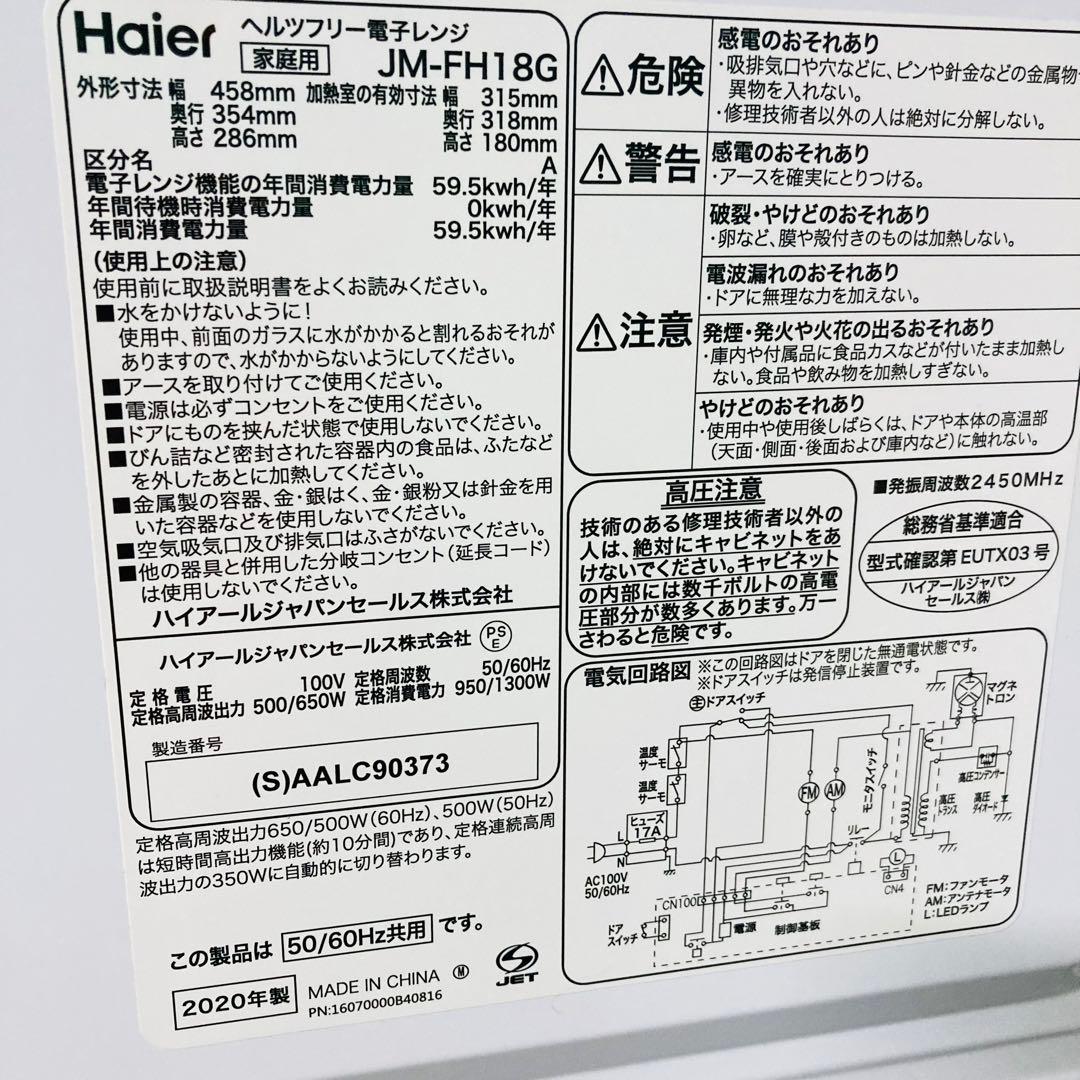 Haier
ヘルツフリー電子レンジ
家庭用
JM-FH18G
外形寸法 幅 458mm 加熱室の有効寸法 幅 315mm
奥行 354mm 奥行 318mm
高さ 286mm 高さ 180mm
区分名 A
電子レンジ機能の年間消費電力量 59.5kwh/年
年間待機時消費電力量 0kwh/年
年間消費電力量 59.5kwh/年
(使用上の注意)
使用前に取扱説明書をよくお読みください。
■水をかけないように!
使用中、前面のガラスに水がかかると割れるおそれが
ありますので、水がかからないようにしてください。
■アースを取り付けてご使用ください。
■電源は必ずコンセントをご使用ください。
■ドアにものを挟んだ状態で使用しないでください。
■びん詰など密封された容器内の食品は、ふたなど
を外したあとに加熱してください。
■金属製の容器、金・銀はく、金・銀粉又は針金を用
いた容器などを使用しないでください。
■空気吸気口及び排気口はふさがないでください。
■他の器具と併用した分岐コンセント(延長コード)
は使用しないでください。
ハイアールジャパンセールス株式会社
ハイアールジャパンセールス株式会社 PSE
定格電圧 100V 定格周波数 50/60Hz
定格高周波出力 500/650W 定格消費電力 950/1300W
製造番号
(S)AALC90373
定格高周波出力650/500W(60Hz)、500W(50Hz)
は短時間高出力機能(約10分間)であり、定格連続高周
波出力の350Wに自動的に切り替わります。
この製品は 50/60Hz共用 です。
2020年製
MADE IN CHINA Ⓜ
PN:16070000B40816
JET
⚠危険
感電のおそれあり
・吸排気口や穴などに、ピンや針金などの金属物や
異物を入れない。
・修理技術者以外の人は絶対に分解しない。
⚠警告
感電のおそれあり
・アースを確実にとりつける。
⚠注意
破裂・やけどのおそれあり
・卵など、膜や殻付きのものは加熱しない。
電波漏れのおそれあり
・ドアに無理な力を加えない。
発煙・発火や火花の出るおそれあり
・庫内や付属品に食品カスなどが付いたまま加熱し
ない。食品や飲み物を加熱しすぎない。
やけどのおそれあり
・使用中や使用後しばらくは、ドアや本体の高温部
(天面・側面・後面および庫内など)に触れない。
高圧注意
技術のある修理技術者以外の
人は、絶対にキャビネットをあ
けないでください。キャビネット
の内部には数千ボルトの高電
圧部分が数多くあります。万一
さわると危険です。
■発振周波数2450MHz
総務省基準適合
型式確認第EUTX03号
ハイアールジャパン
セールス㈱
電気回路図
※この回路図はドアを閉じた無通電状態です。
※ドアスイッチは発信停止装置です。
主ドアスイッチ
マグネ
トロン
温度
サーモ
温度
サーモ
FM
AM
モニタスイッチ
高圧コンデンサー
高圧
トランス
高圧
ダイオード
ヒューズ
17A
L
N
AC100V
50/60Hz
リレー
L
CN4
CN100
ドア
スイッチ
電源
制御基板
FM:ファンモータ
AM:アンテナモータ
L:LEDランプ